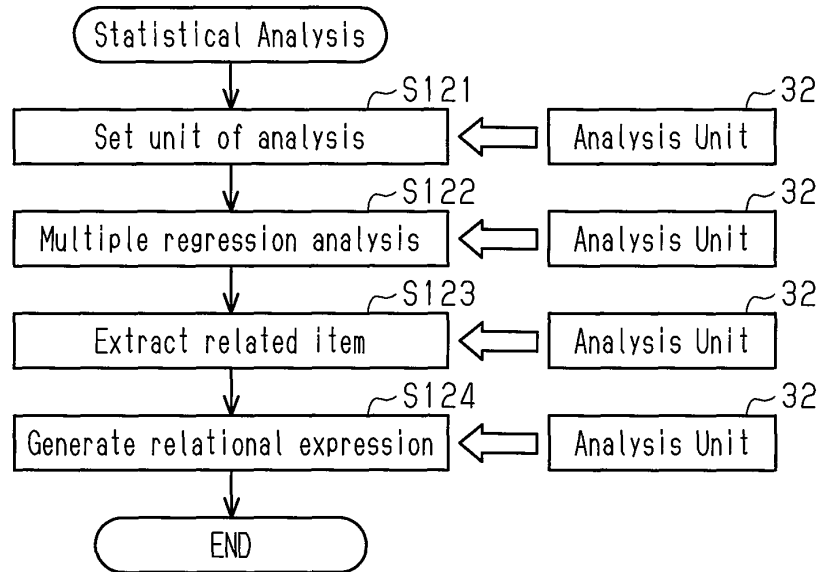 Statistical Analysis
S121
32
Set unit of analysis
Analysis Unit
S122
32
Multiple regression analysis
Analysis Unit
S123
32
Extract related item
Analysis Unit
S124
32
Generate relational expression
Analysis Unit
END